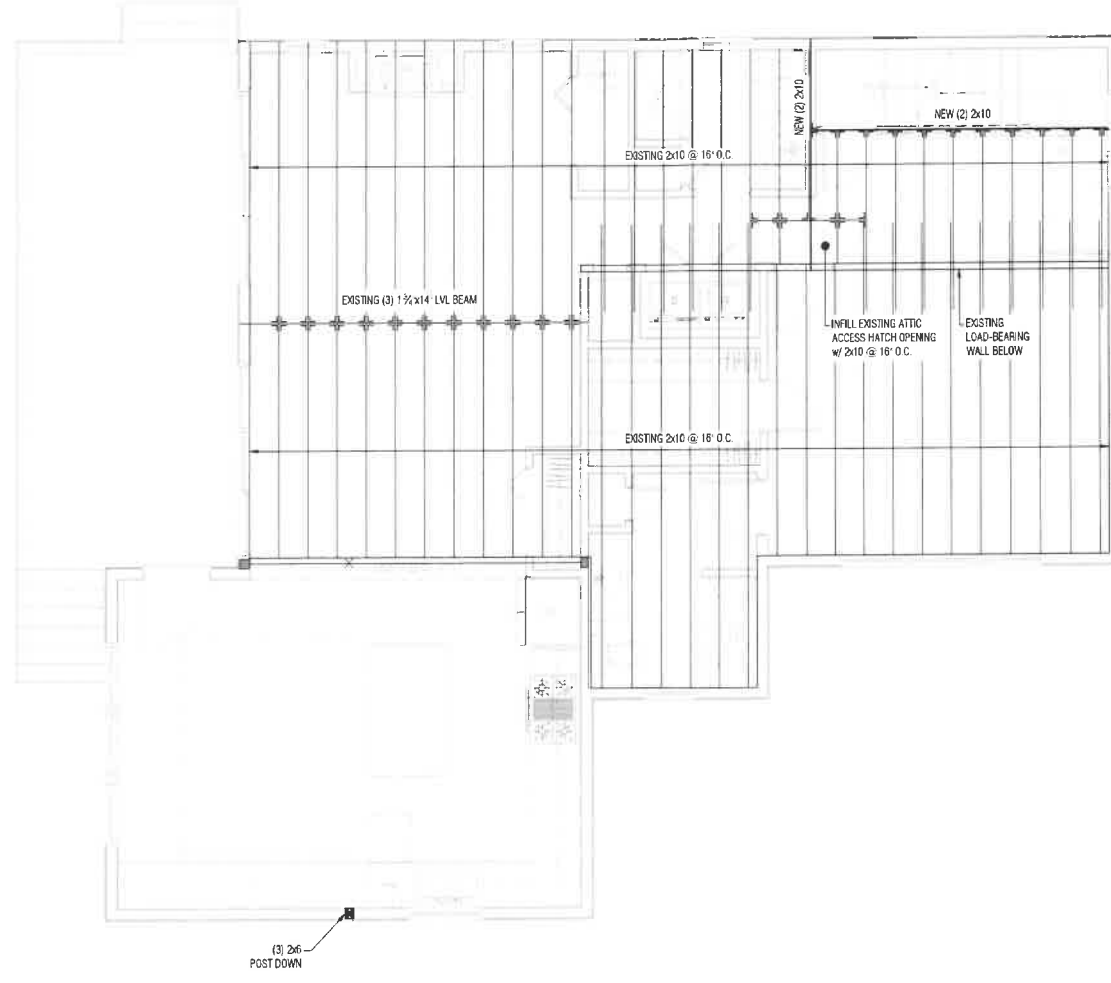 NEW (2) 2x10
NEW (2) 2x10
EXISTING 2x10 @ 16" O.C.
EXISTING (3) 1 3/4 x14" LVL BEAM
INFILL EXISTING ATTIC
ACCESS HATCH OPENING
w/ 2x10 @ 16" O.C.
EXISTING
LOAD-BEARING
WALL BELOW
EXISTING 2x10 @ 16" O.C.
(3) 2x6
POST DOWN